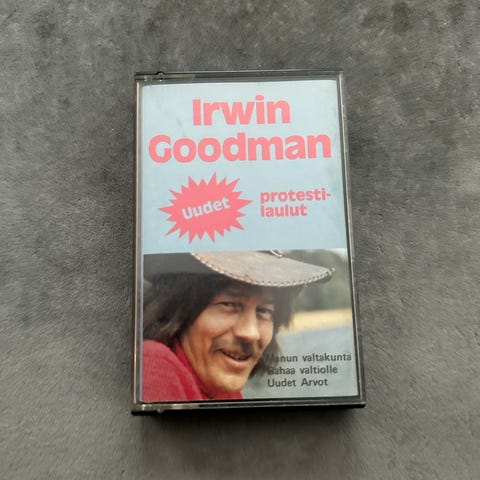 Irwin
Goodman
Uudet
protesti-
laulut
Manun valtakunta
Rahaa valtiolle
Uudet Arvot